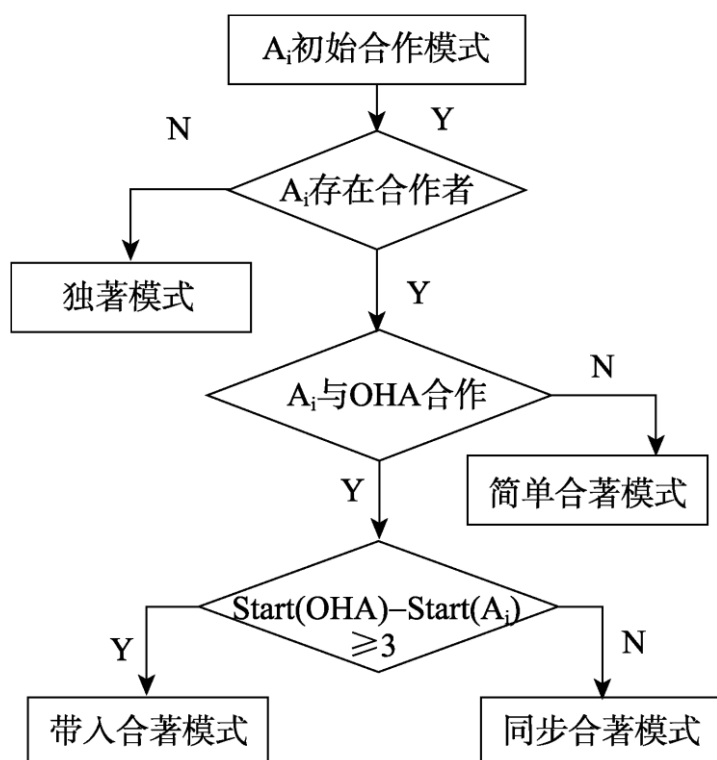 Aᵢ初始合作模式
N
Y
Aᵢ存在合作者
独著模式
Y
Aᵢ与OHA合作
N
简单合著模式
Y
Start(OHA)–Start(Aᵢ)
⩾3
Y
N
带入合著模式
同步合著模式